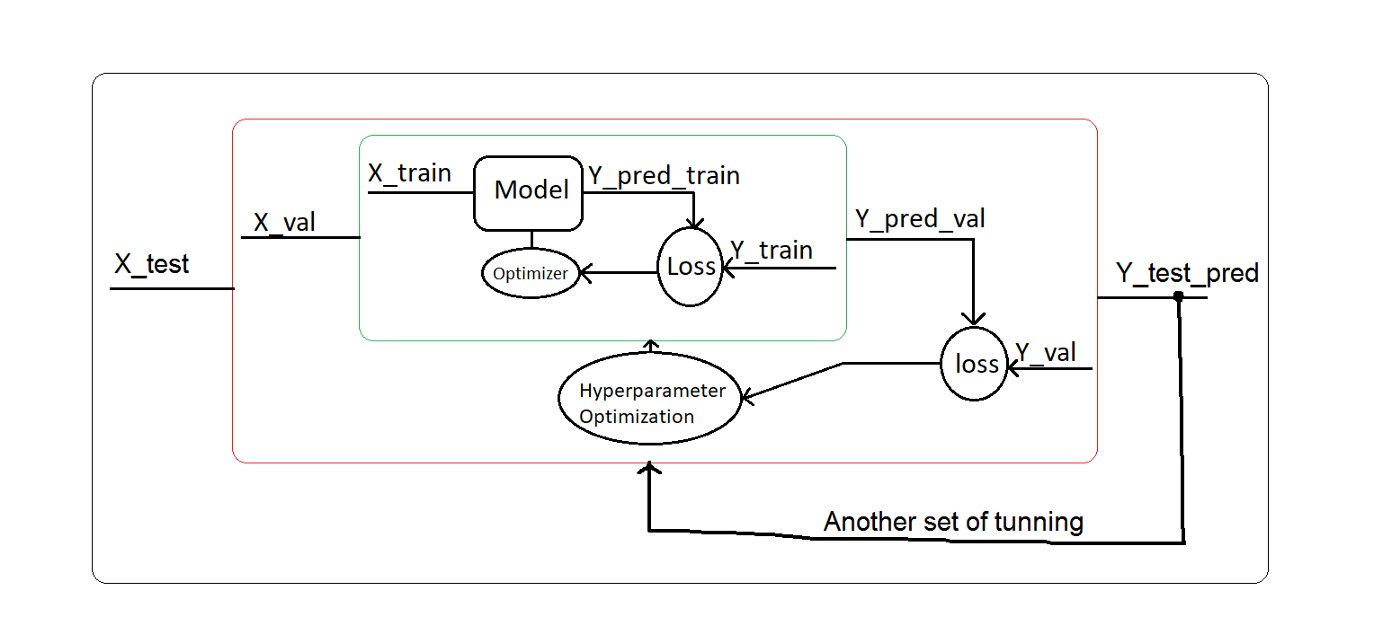 X_train
Model
Y_pred_train
X_val
Y_pred_val
Y_train
X_test
Loss
Optimizer
Y_test_pred
loss
Y_val
Hyperparameter
Optimization
Another set of tunning